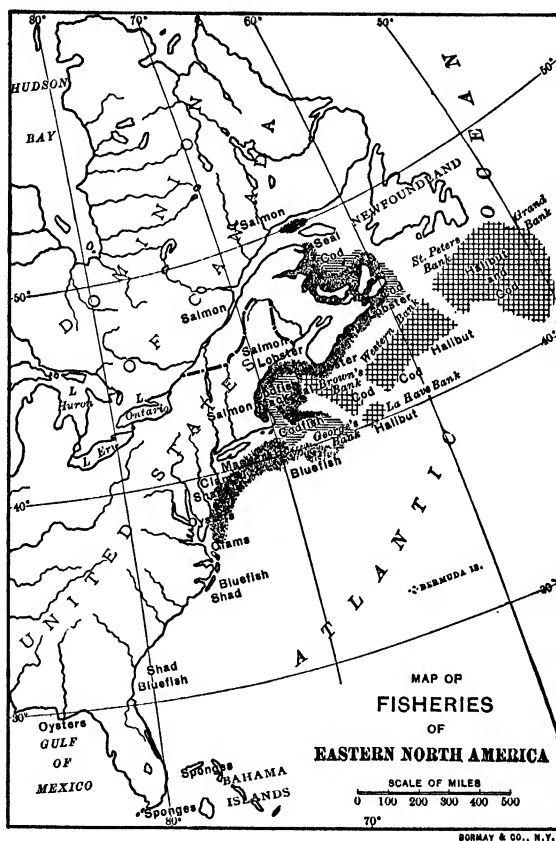 80°
70°
60°
50°
HUDSON
BAY
50°
OCEAN
DOMINION
OF
CANADA
NEWFOUNDLAND
Salmon
Seal
Cod
St. Peters
Bank
Grand
Bank
Halibut
and
Cod
50°
40°
Salmon
Salmon
Lobster
Lobster
Western Bank
Halibut
Brown's
Bank
Cod
Cod
La Have Bank
L
Huron
L
Ontario
L Erie
Salmon
Codfish
George's
Bank
Halibut
Bluefish
40°
UNITED STATES
Oysters
Clams
Bluefish
Shad
ATLANTIC
BERMUDA IS.
30°
Shad
Bluefish
30°
Oysters
GULF
OF
MEXICO
Sponges
BAHAMA
ISLANDS
Sponges
80°
70°
MAP OF
FISHERIES
OF
EASTERN NORTH AMERICA
SCALE OF MILES
0 100 200 300 400 500
BORMAY & CO., N.Y.